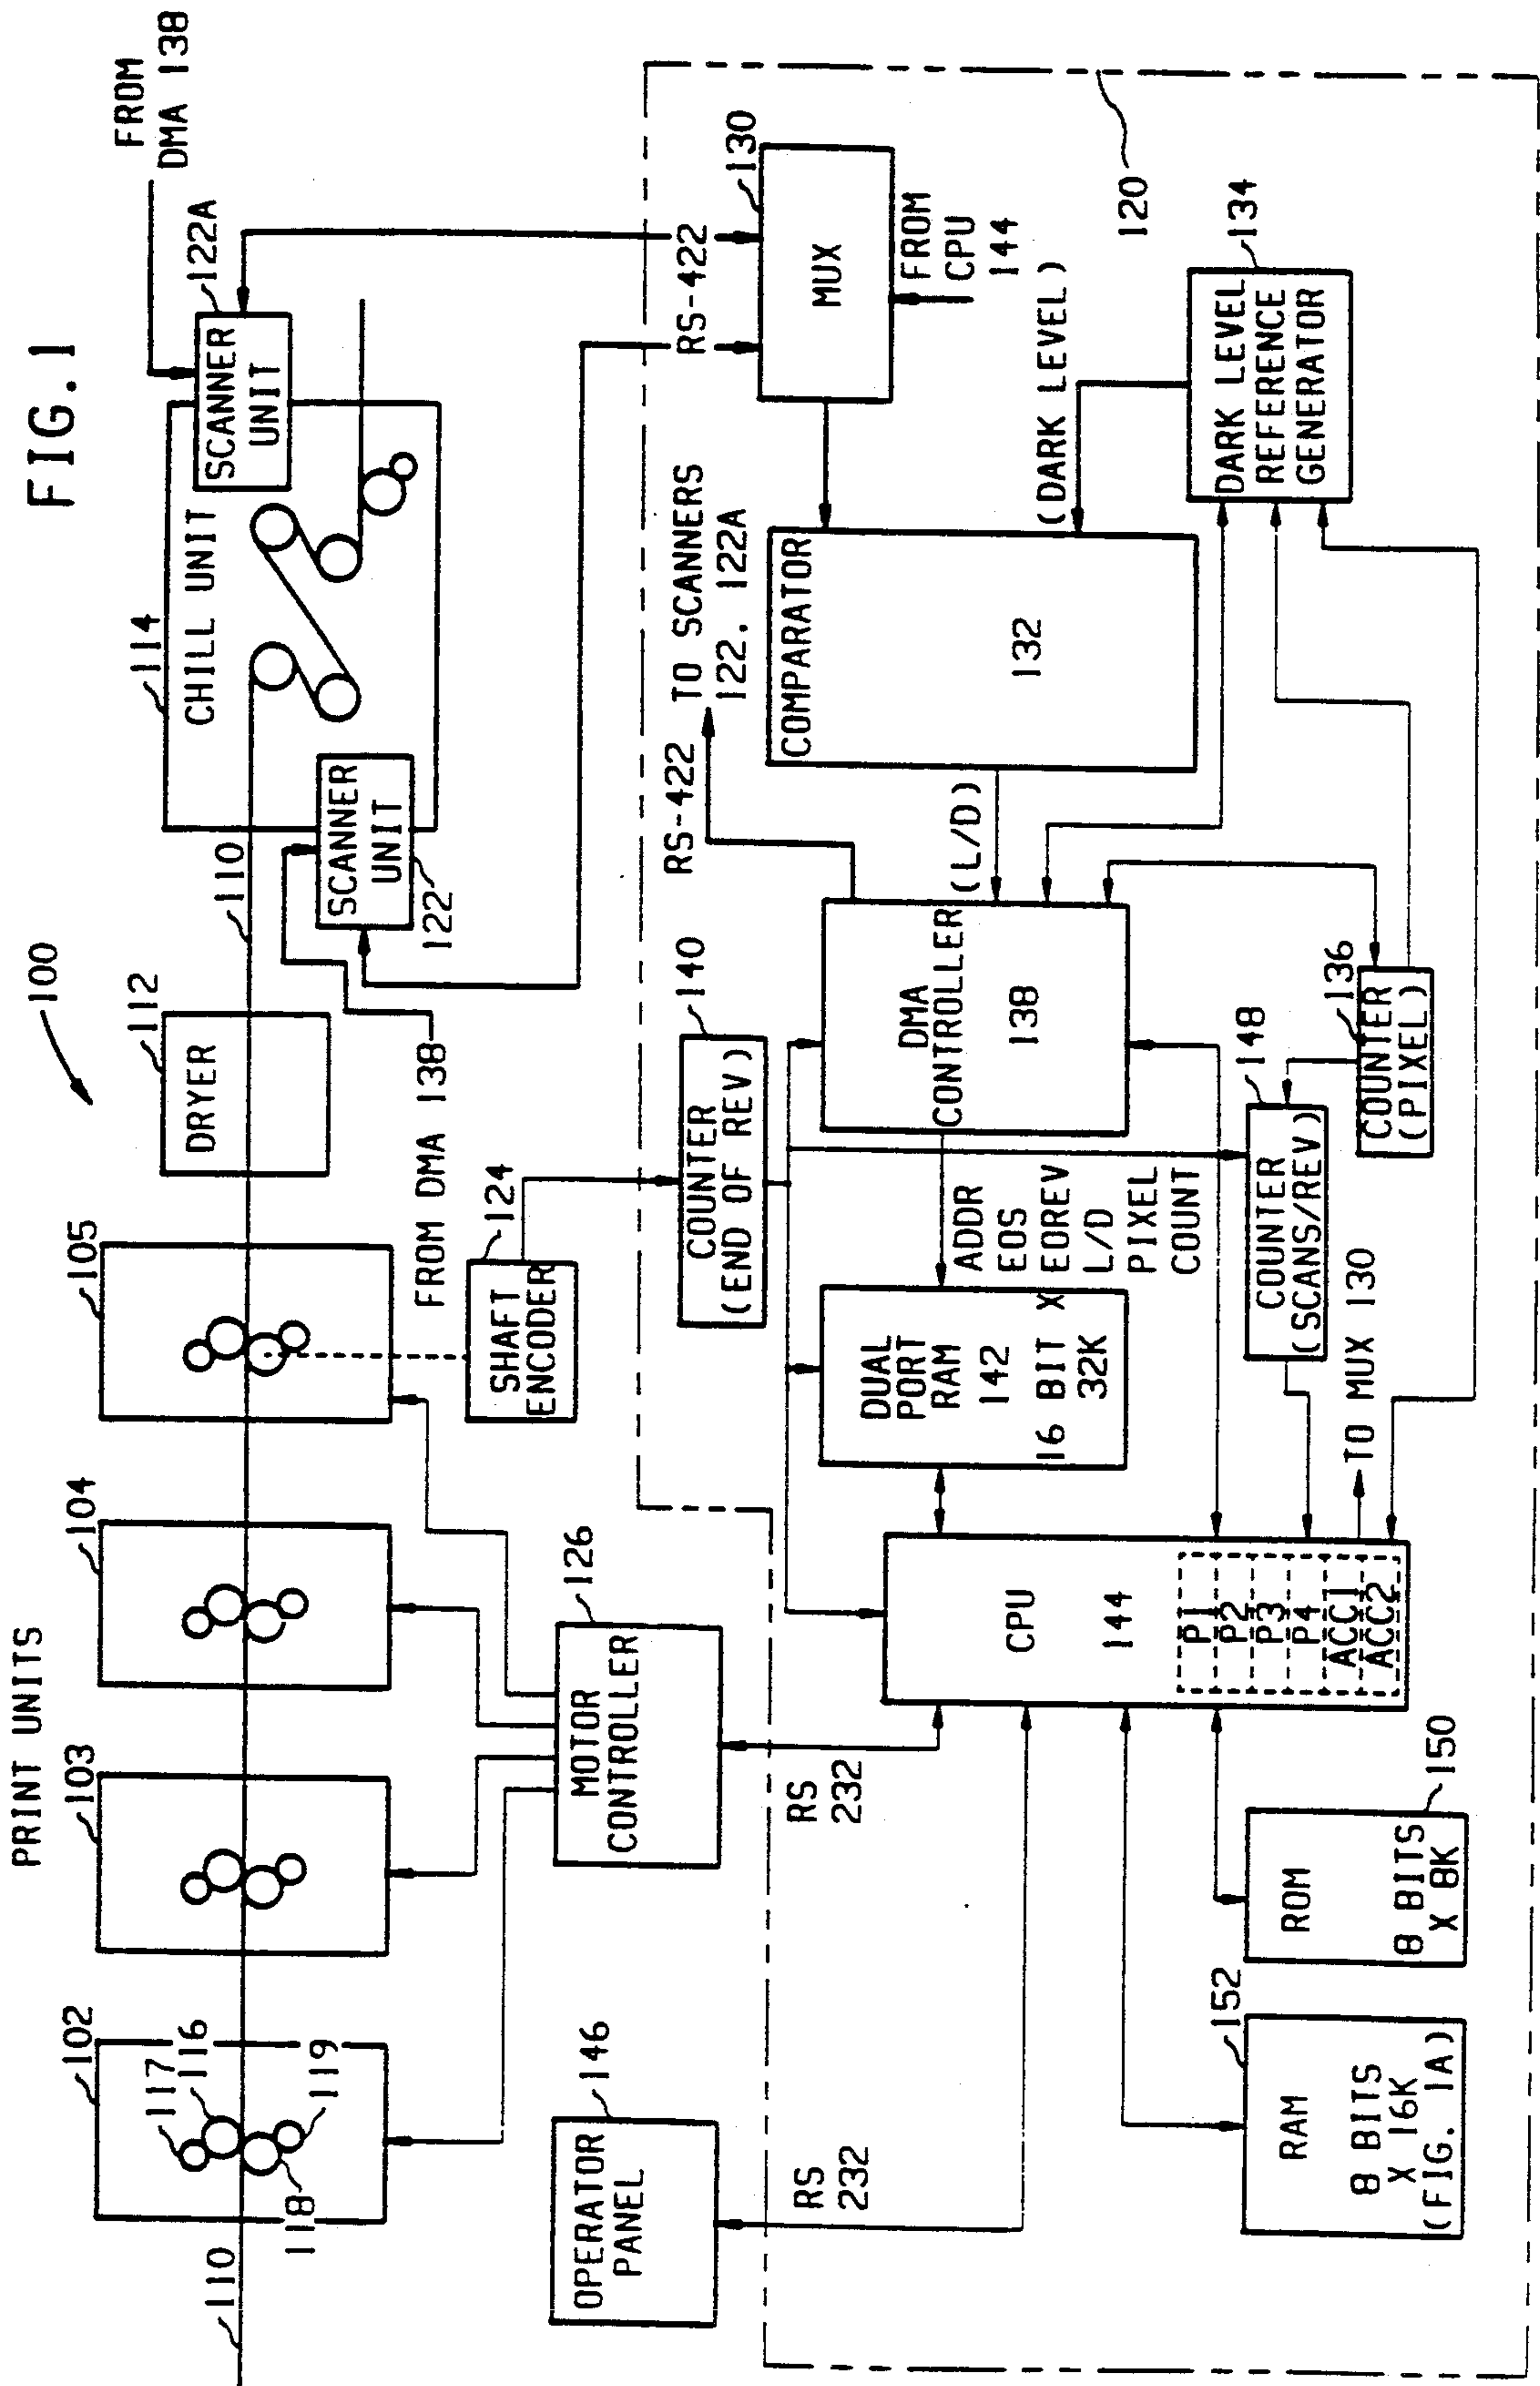 FIG.1
PRINT UNITS
100
102
103
104
105
112
114
110
110
117
116
118
119
DRYER
CHILL UNIT
SCANNER
UNIT
122
SCANNER
UNIT
122A
FROM
DMA 138
FROM DMA 138
OPERATOR
PANEL
146
MOTOR
CONTROLLER
126
SHAFT
ENCODER
124
RS
232
RS
232
COUNTER
(END OF REV)
140
RS-422
TO SCANNERS
122. 122A
RS-422
RS-422
MUX
130
FROM
CPU
144
(DARK LEVEL)
120
COMPARATOR
132
(L/D)
DMA
CONTROLLER
138
DUAL
PORT
RAM
142
16 BIT X
32K
ADDR
EOS
EOREV
L/D
PIXEL
COUNT
CPU
144
P1
P2
P3
P4
ACC1
ACC2
TO MUX 130
COUNTER
(SCANS/REV)
148
COUNTER
(PIXEL)
136
DARK LEVEL
REFERENCE
GENERATOR
134
RAM
8 BITS
X 16K
(FIG. 1A)
152
ROM
8 BITS
X 8K
150